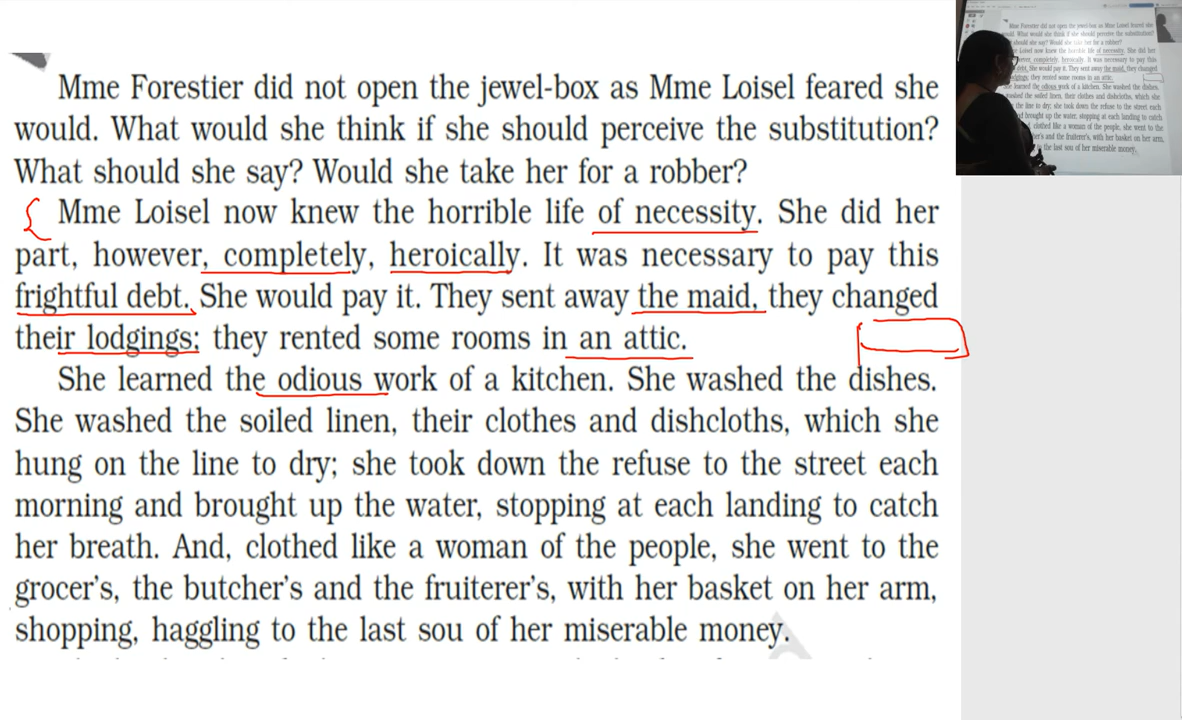 Mme Forestier did not open the jewel-box as Mme Loisel feared she
would. What would she think if she should perceive the substitution?
What should she say? Would she take her for a robber?
Mme Loisel now knew the horrible life of necessity. She did her
part, however, completely, heroically. It was necessary to pay this
frightful debt. She would pay it. They sent away the maid, they changed
their lodgings; they rented some rooms in an attic.
She learned the odious work of a kitchen. She washed the dishes.
She washed the soiled linen, their clothes and dishcloths, which she
hung on the line to dry; she took down the refuse to the street each
morning and brought up the water, stopping at each landing to catch
her breath. And, clothed like a woman of the people, she went to the
grocer's, the butcher's and the fruiterer's, with her basket on her arm,
shopping, haggling to the last sou of her miserable money.